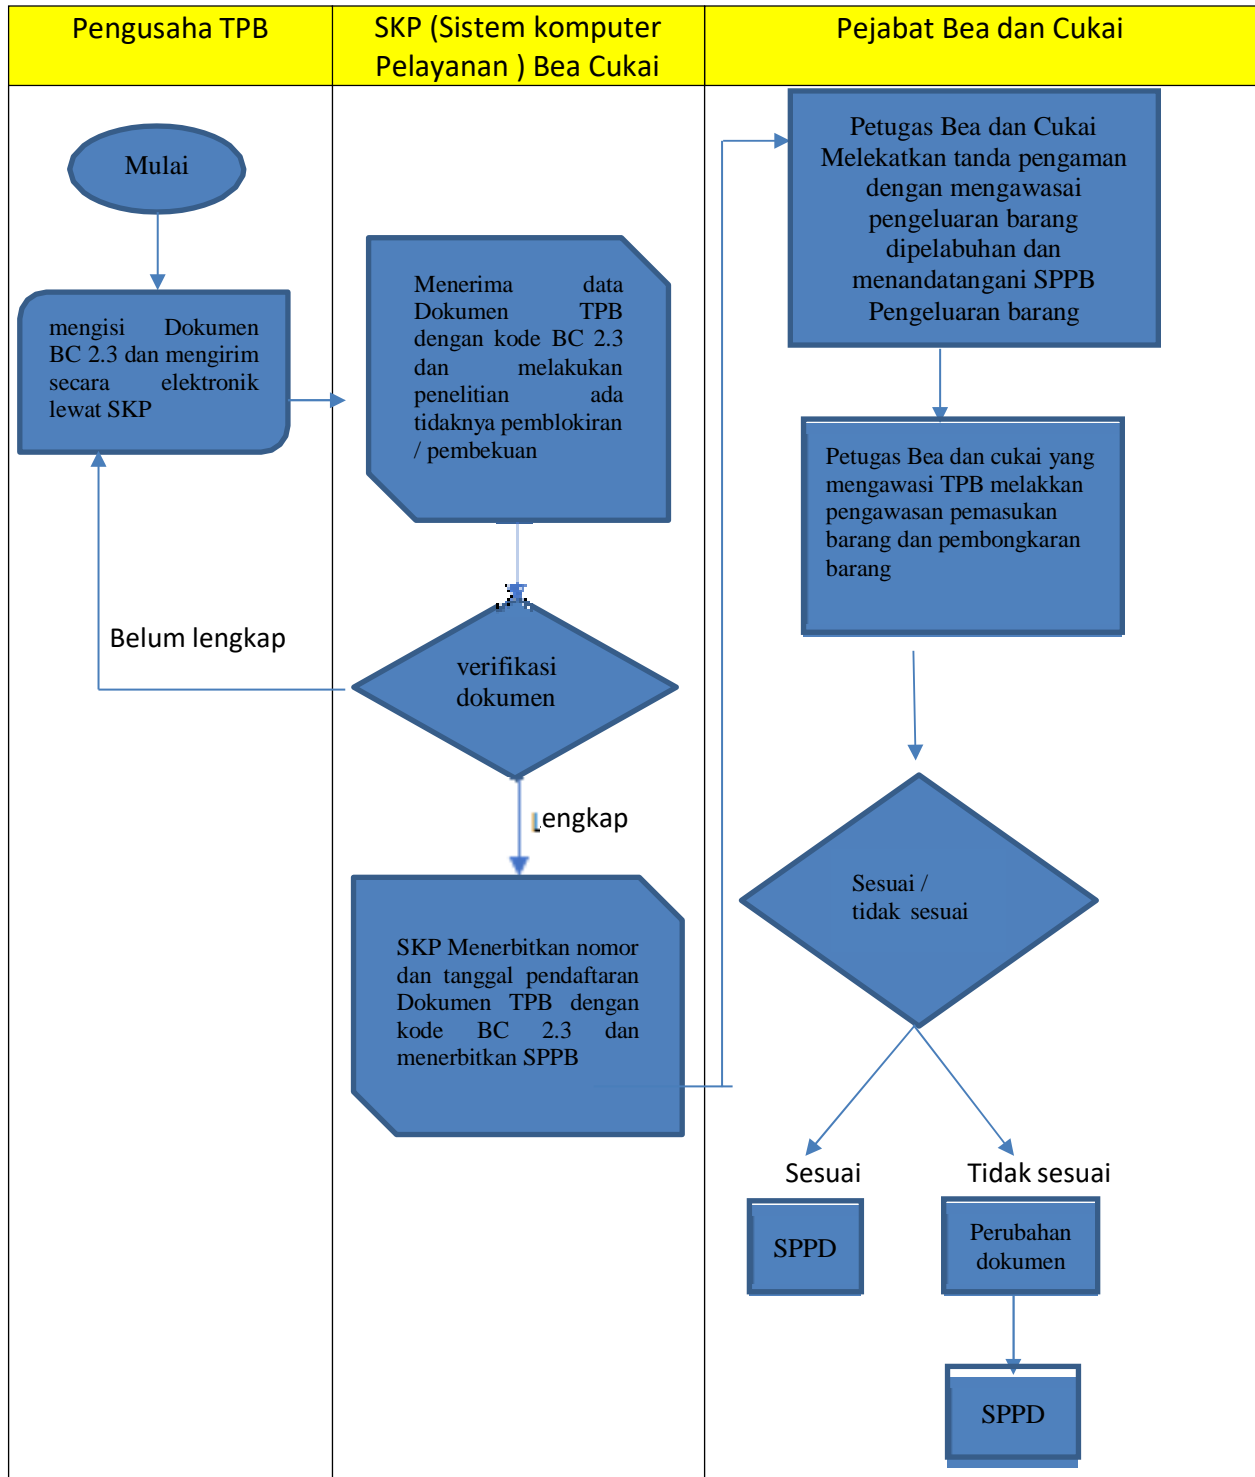 Pengusaha TPB
SKP (Sistem komputer
Pelayanan ) Bea Cukai
Pejabat Bea dan Cukai
Mulai
mengisi Dokumen
BC 2.3 dan mengirim
secara elektronik
lewat SKP
Belum lengkap
Menerima data
Dokumen TPB
dengan kode BC 2.3
dan melakukan
penelitian ada
tidaknya pemblokiran
/ pembekuan
verifikasi
dokumen
Lengkap
SKP Menerbitkan nomor
dan tanggal pendaftaran
Dokumen TPB dengan
kode BC 2.3 dan
menerbitkan SPPB
Petugas Bea dan Cukai
Melekatkan tanda pengaman
dengan mengawasai
pengeluaran barang
dipelabuhan dan
menandatangani SPPB
Pengeluaran barang
Petugas Bea dan cukai yang
mengawasi TPB melakkan
pengawasan pemasukan
barang dan pembongkaran
barang
Sesuai /
tidak sesuai
Sesuai
Tidak sesuai
SPPD
Perubahan
dokumen
SPPD